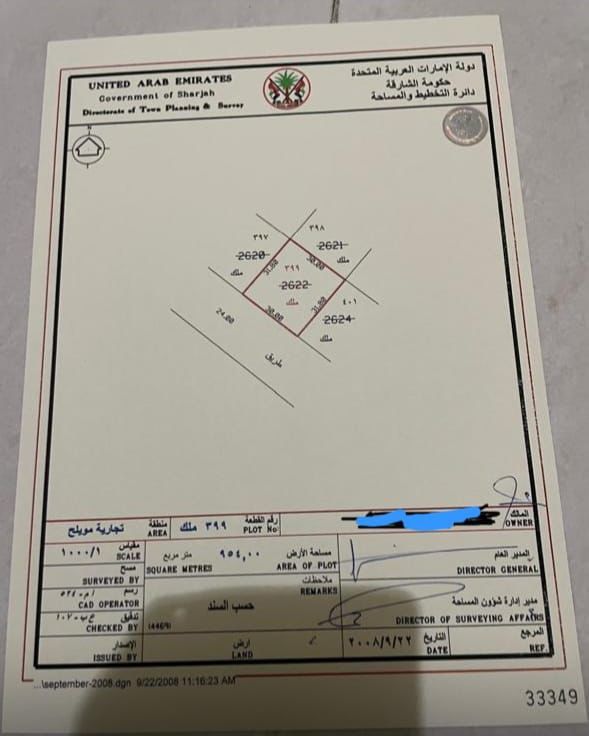 UNITED ARAB EMIRATES
Government of Sharjah
Directorate of Town Planning & Survey
دولة الإمارات العربية المتحدة
حكومة الشارقة
دائرة التخطيط والمساحة
N
٣٩٨
٣٩٧
2621
2620
ملك
30.00
ملك
31.80
٣٩٩
2622
ملك
31.80
٤٠١
2624
30.00
24.00
ملك
طريق
المالك
OWNER
رقم القطعة
PLOT No
٣٩٩ ملك
منطقة
AREA
تجارية مويلح
مقياس
SCALE
١٠٠٠/١
مساحة الأرض
AREA OF PLOT
٩٥٤,٠٠
متر مربع
SQUARE METRES
المدير العام
DIRECTOR GENERAL
مسح
SURVEYED BY
ملاحظات
REMARKS
رسم
CAD OPERATOR
حسب السند
مدير إدارة شؤون المساحة
DIRECTOR OF SURVEYING AFFAIRS
تدقيق
CHECKED BY
الإصدار
ISSUED BY
ارض
LAND
التاريخ
DATE
٢٠٠٨/٩/٢٢
المرجع
REF
...\september-2008.dgn 9/22/2008 11:16:23 AM
33349